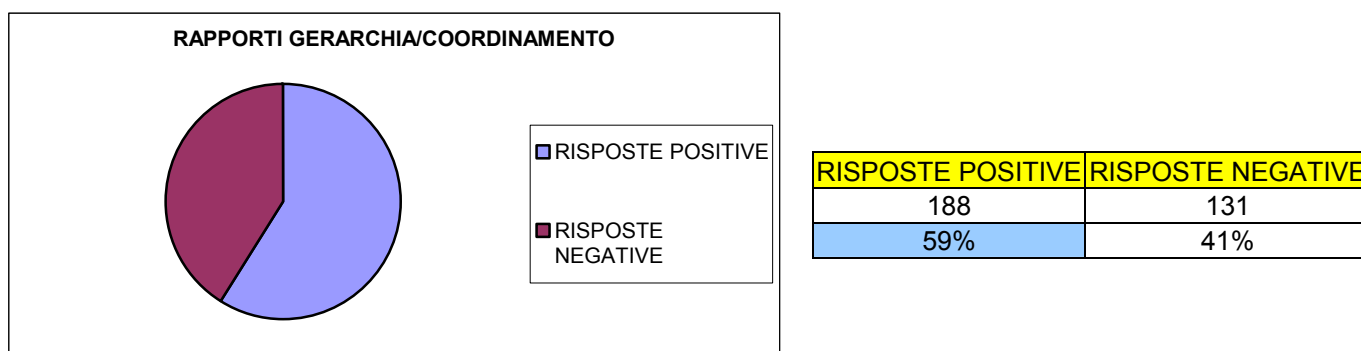 RAPPORTI GERARCHIA/COORDINAMENTO
RISPOSTE POSITIVE
RISPOSTE
NEGATIVE
RISPOSTE POSITIVE RISPOSTE NEGATIVE
188 131
59% 41%